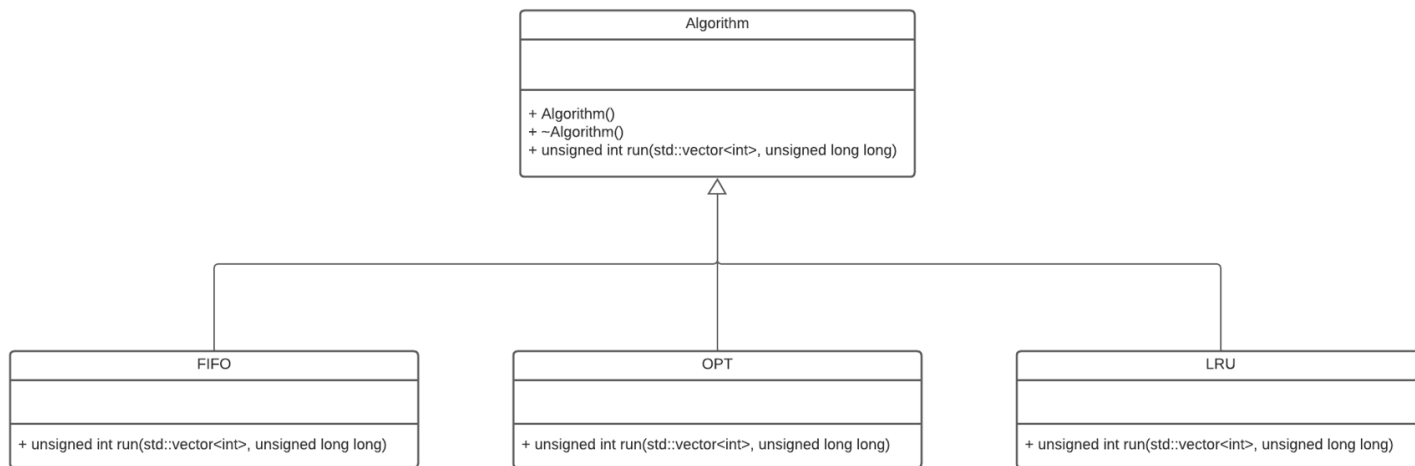 Algorithm
+ Algorithm()
+ ~Algorithm()
+ unsigned int run(std::vector<int>, unsigned long long)
FIFO
+ unsigned int run(std::vector<int>, unsigned long long)
OPT
+ unsigned int run(std::vector<int>, unsigned long long)
LRU
+ unsigned int run(std::vector<int>, unsigned long long)